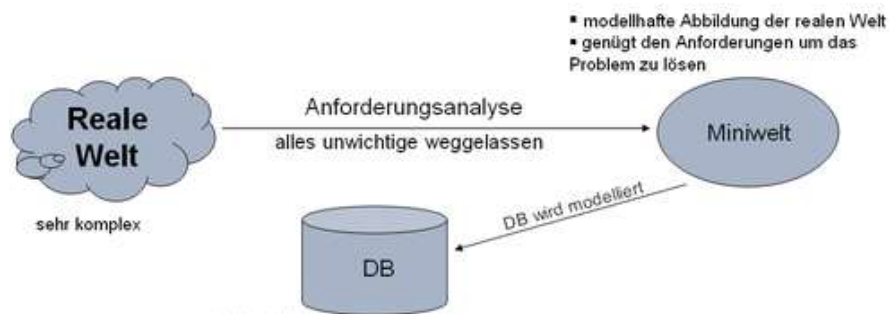 ▪ modellhafte Abbildung der realen Welt
▪ genügt den Anforderungen um das
Problem zu lösen
Reale
Welt
Anforderungsanalyse
alles unwichtige weggelassen
Miniwelt
sehr komplex
DB wird modelliert
DB